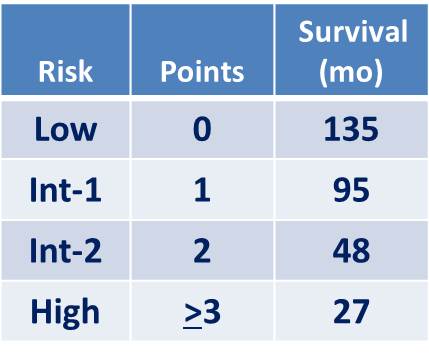 Risk Points Survival (mo)
Low 0 135
Int-1 1 95
Int-2 2 48
High ≥3 27